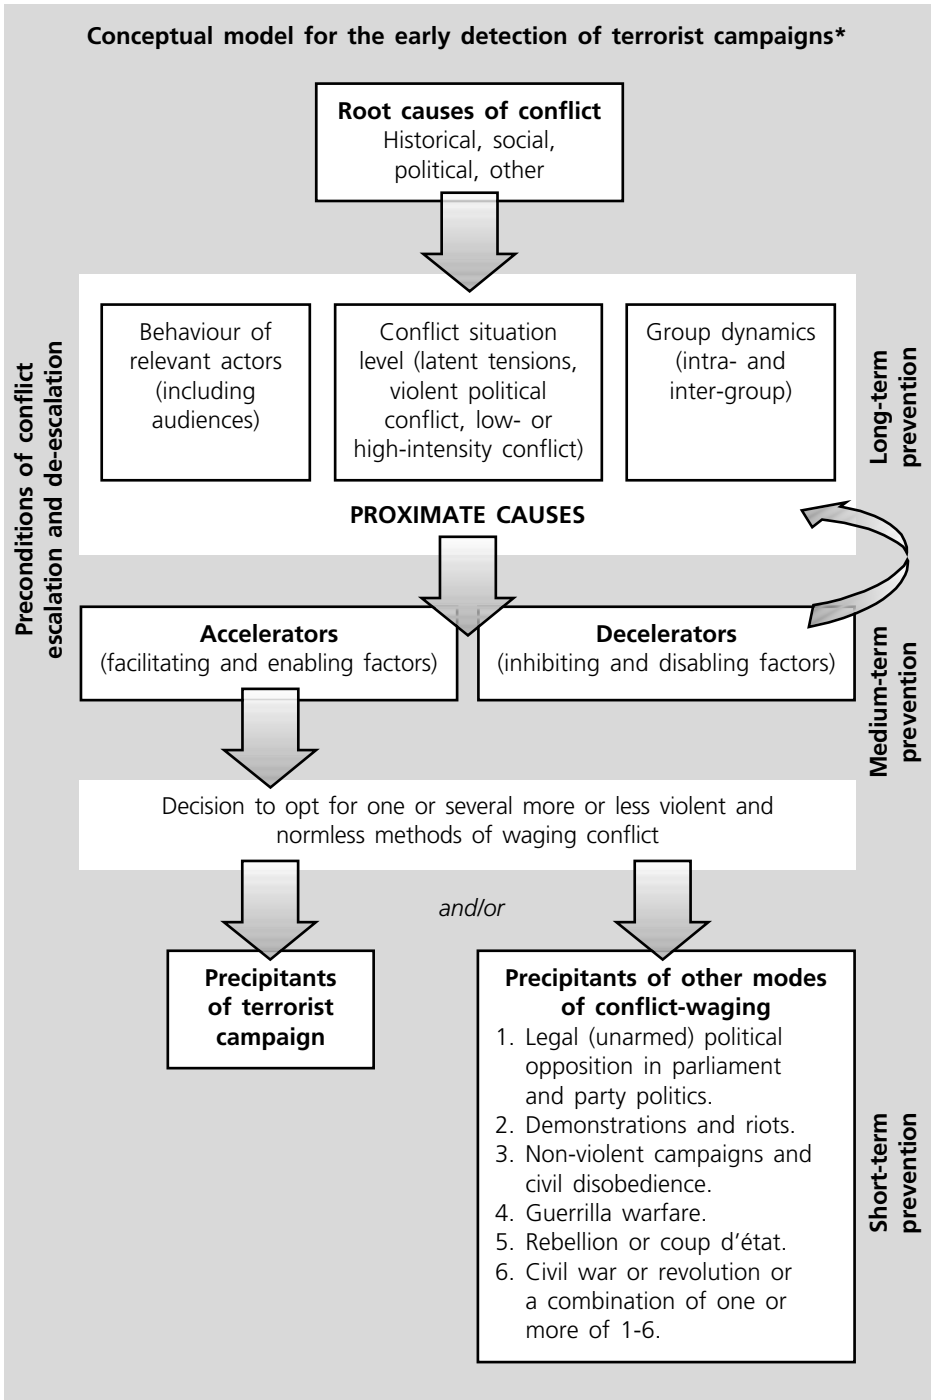 Conceptual model for the early detection of terrorist campaigns*
Root causes of conflict
Historical, social,
political, other
Preconditions of conflict
escalation and de-escalation
Behaviour of
relevant actors
(including
audiences)
Conflict situation
level (latent tensions,
violent political
conflict, low- or
high-intensity conflict)
Group dynamics
(intra- and
inter-group)
Long-term
prevention
PROXIMATE CAUSES
Accelerators
(facilitating and enabling factors)
Decelerators
(inhibiting and disabling factors)
Medium-term
prevention
Decision to opt for one or several more or less violent and
normless methods of waging conflict
and/or
Precipitants
of terrorist
campaign
Precipitants of other modes
of conflict-waging
1. Legal (unarmed) political
opposition in parliament
and party politics.
2. Demonstrations and riots.
3. Non-violent campaigns and
civil disobedience.
4. Guerrilla warfare.
5. Rebellion or coup d'état.
6. Civil war or revolution or
a combination of one or
more of 1-6.
Short-term
prevention